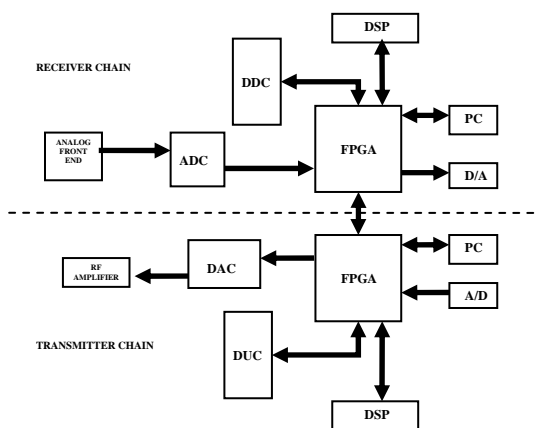 DSP
RECEIVER CHAIN
DDC
PC
ANALOG
FRONT
END
ADC
FPGA
D/A
RF
AMPLIFIER
DAC
FPGA
PC
A/D
TRANSMITTER CHAIN
DUC
DSP